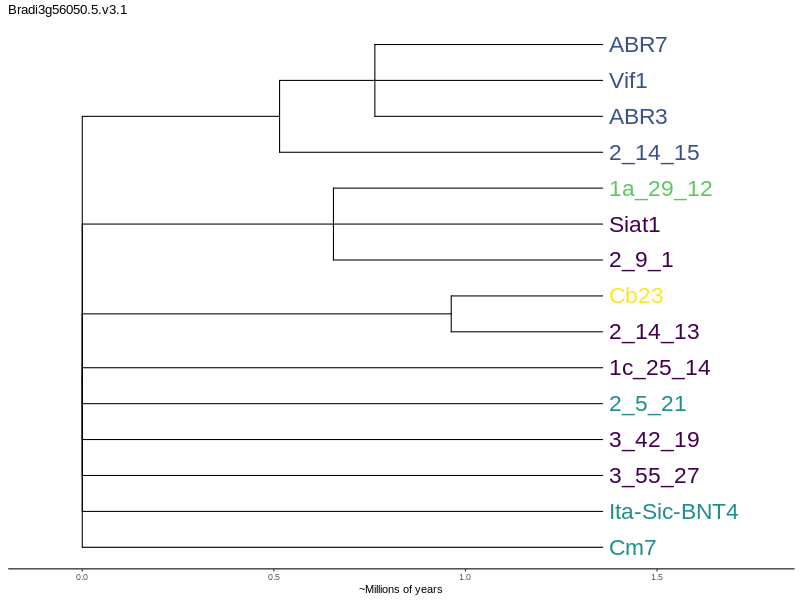 Bradi3g56050.5.v3.1
ABR7
Vif1
ABR3
2_14_15
1a_29_12
Siat1
2_9_1
Cb23
2_14_13
1c_25_14
2_5_21
3_42_19
3_55_27
Ita-Sic-BNT4
Cm7
0.0 0.5 1.0 1.5
~Millions of years